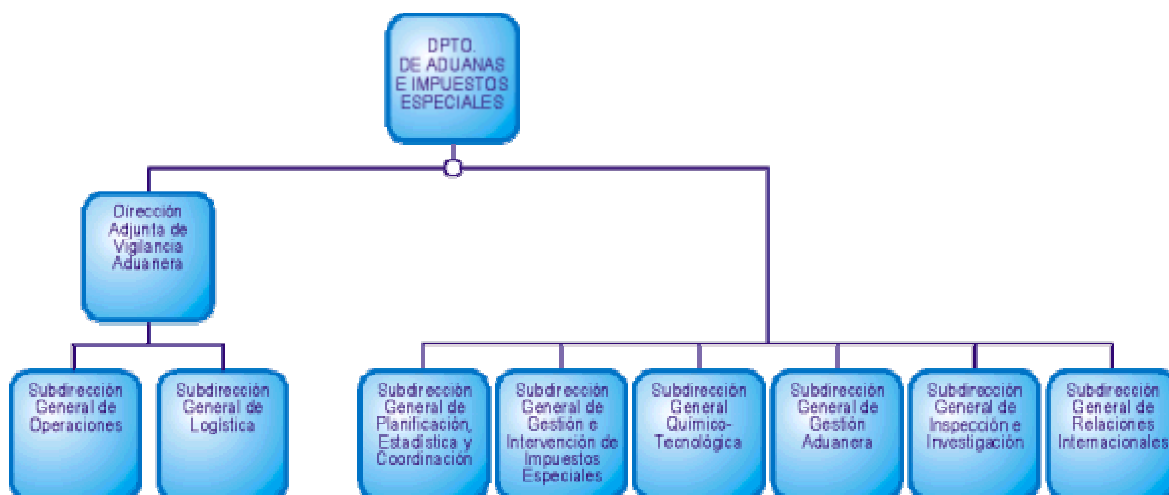 DPTO.
DE ADUANAS
E IMPUESTOS
ESPECIALES
Dirección
Adjunta de
Vigilancia
Aduanera
Subdirección
General de
Operaciones
Subdirección
General de
Logística
Subdirección
General de
Planificación,
Estadística y
Coordinación
Subdirección
General de
Gestión e
Intervención de
Impuestos
Especiales
Subdirección
General
Químico-
Tecnológica
Subdirección
General de
Gestión
Aduanera
Subdirección
General de
Inspección e
Investigación
Subdirección
General de
Relaciones
Internacionales